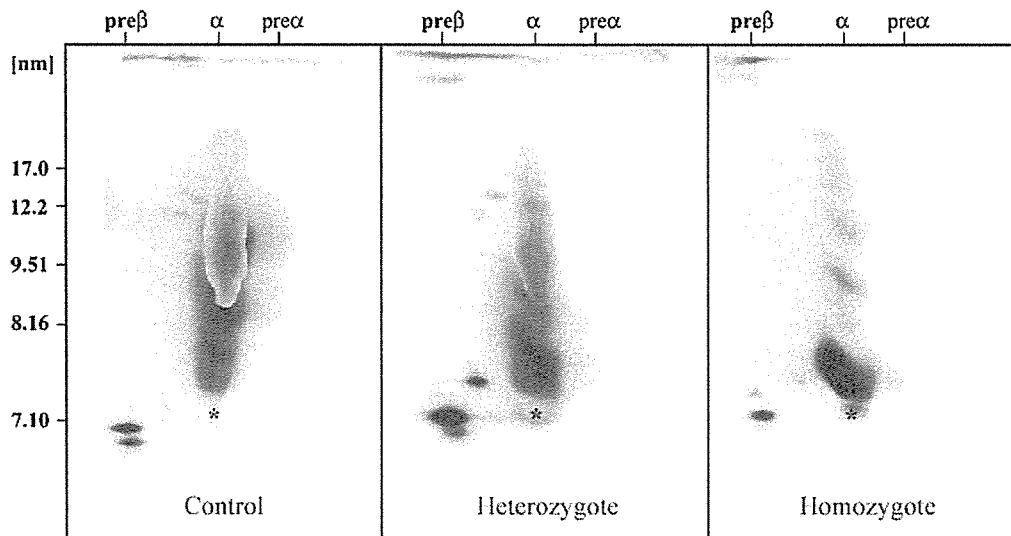 preβ α preα preβ α preα preβ α preα
[nm]
17.0
12.2
9.51
8.16
7.10
* * *
Control Heterozygote Homozygote